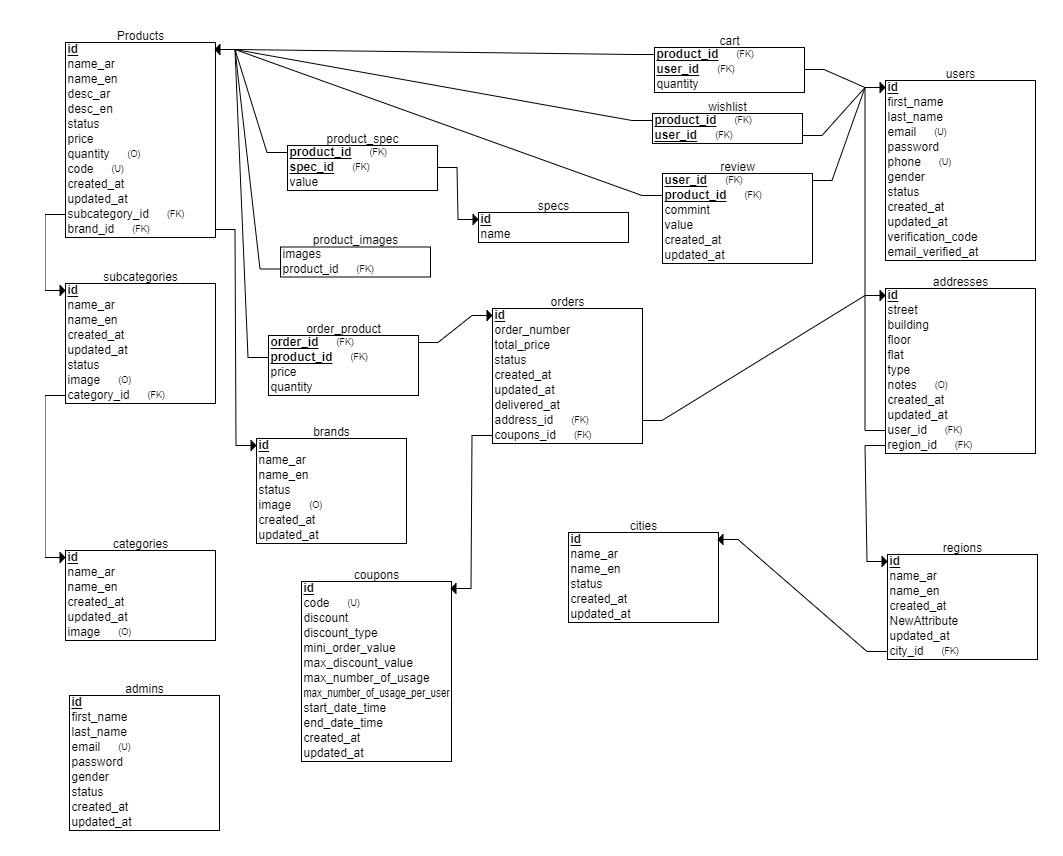 Products
id
name_ar
name_en
desc_ar
desc_en
status
price
quantity (O)
code (U)
created_at
updated_at
subcategory_id (FK)
brand_id (FK)
cart
product_id (FK)
user_id (FK)
quantity
users
id
first_name
last_name
email (U)
password
phone (U)
gender
status
created_at
updated_at
verification_code
email_verified_at
wishlist
product_id (FK)
user_id (FK)
product_spec
product_id (FK)
spec_id (FK)
value
review
user_id (FK)
product_id (FK)
commint
value
created_at
updated_at
specs
id
name
product_images
images
product_id (FK)
subcategories
id
name_ar
name_en
created_at
updated_at
status
image (O)
category_id (FK)
order_product
order_id (FK)
product_id (FK)
price
quantity
orders
id
order_number
total_price
status
created_at
updated_at
delivered_at
address_id (FK)
coupons_id (FK)
addresses
id
street
building
floor
flat
type
notes (O)
created_at
updated_at
user_id (FK)
region_id (FK)
brands
id
name_ar
name_en
status
image (O)
created_at
updated_at
categories
id
name_ar
name_en
created_at
updated_at
image (O)
coupons
id
code (U)
discount
discount_type
mini_order_value
max_discount_value
max_number_of_usage
max_number_of_usage_per_user
start_date_time
end_date_time
created_at
updated_at
cities
id
name_ar
name_en
status
created_at
updated_at
regions
id
name_ar
name_en
created_at
NewAttribute
updated_at
city_id (FK)
admins
id
first_name
last_name
email (U)
password
gender
status
created_at
updated_at